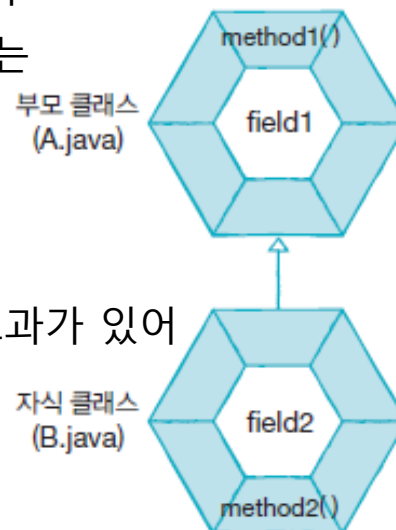 는
method1( )
부모 클래스
(A.java)
field1
과가 있어
자식 클래스
(B.java)
field2
method2( )